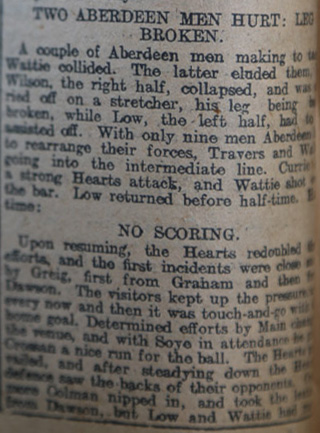 TWO ABERDEEN MEN HURT: LEG
BROKEN.
A couple of Aberdeen men making to
Wattie collided. The latter eluded them.
Wilson, the right half, collapsed, and was
ried off on a stretcher, his leg being
broken, while Low, the left half, had to
assisted off. With only nine men Aberdeen
to rearrange their forces, Travers and
going into the intermediate line.
a strong Hearts attack, and Wattie shot
the bar. Low returned before half-time.
time:
NO SCORING.
Upon resuming, the Hearts redoubled
efforts, and the first incidents were close
by Greig, first from Graham and then
Dawson. The visitors kept up the pressure
every now and then it was touch-and-go with
home goal. Determined efforts by Main
the venue, and with Soye in attendance
a nice run for the ball. The Hearts
and after steadying down the
defence saw the backs of their opponents,
Colman nipped in, and took the
from Dawson, but Low and Wattie had